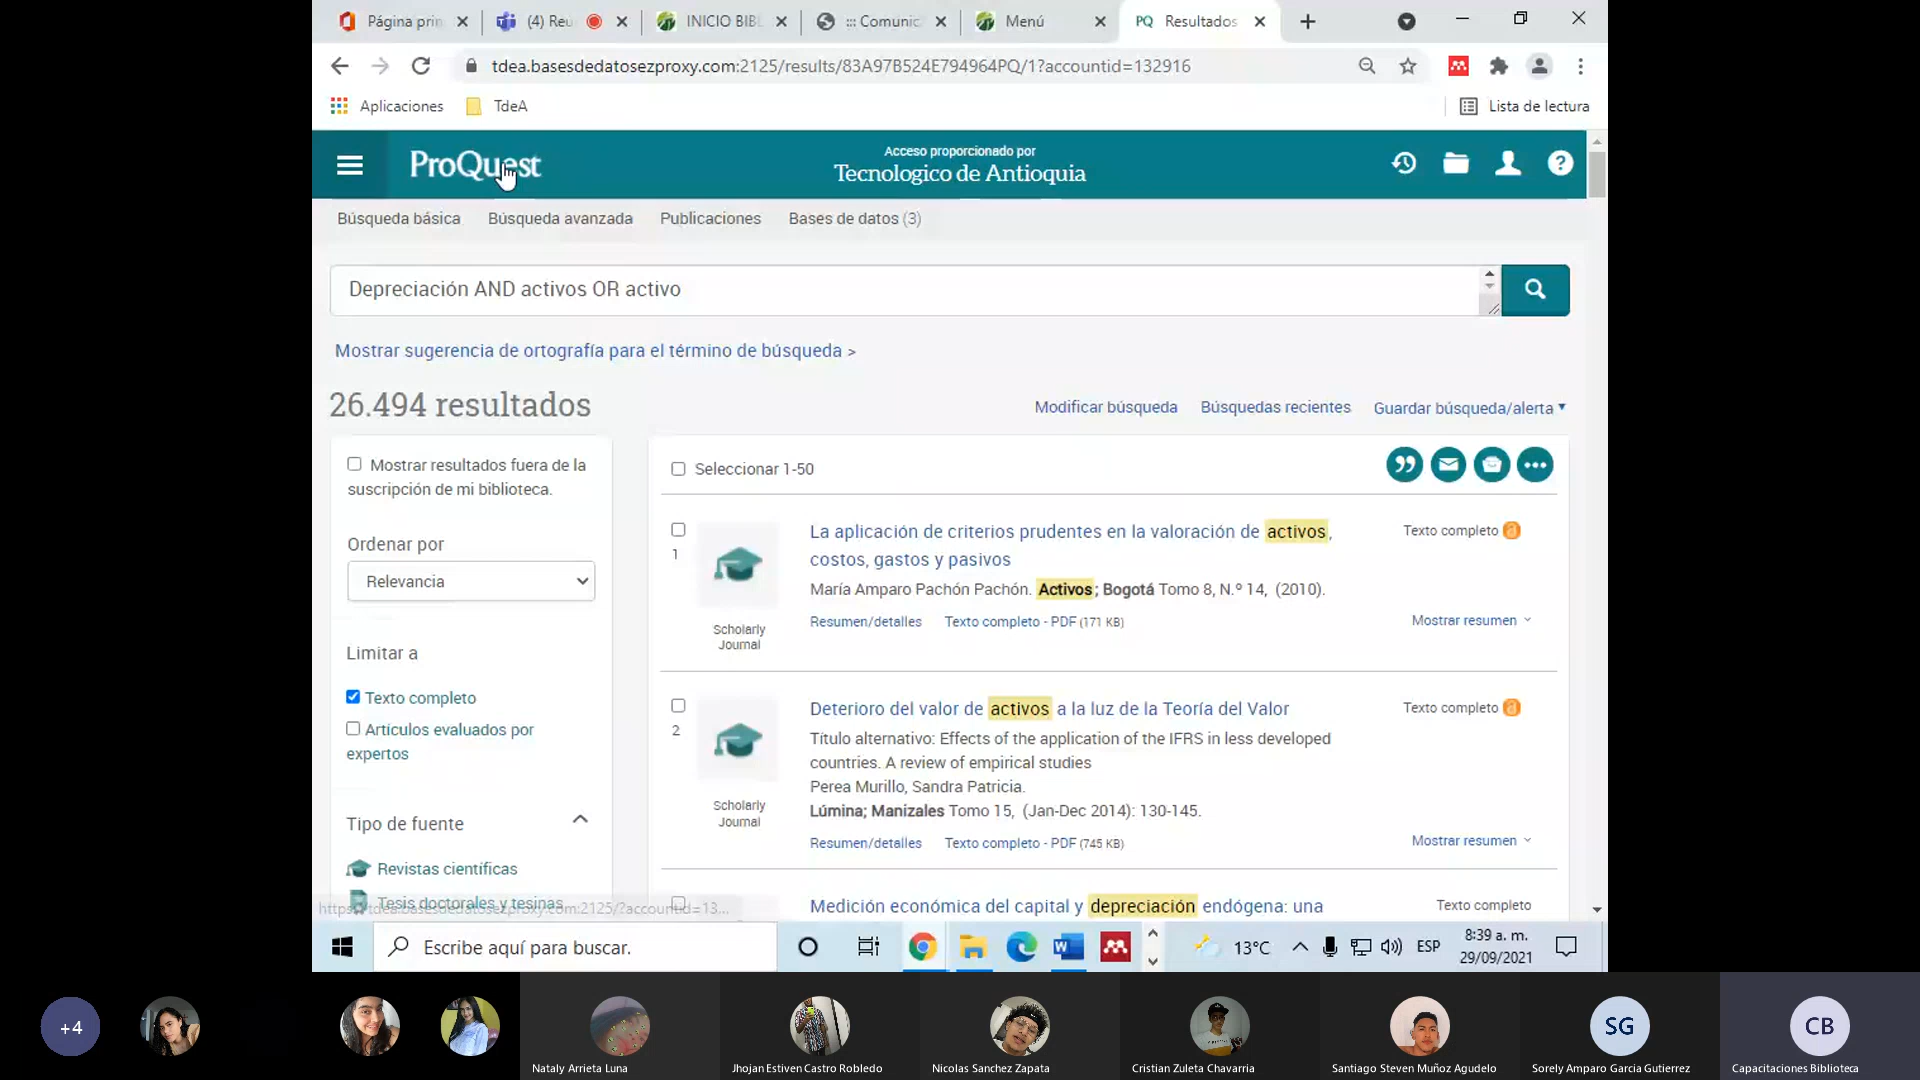 Página prin
(4) Reu
INICIO BIBL
::: Comunic
Menú
PQ Resultados
tdea.basesdedatosezproxy.com:2125/results/83A97B524E794964PQ/1?accountid=132916
Aplicaciones
TdeA
Lista de lectura
ProQuest
Acceso proporcionado por
Tecnologico de Antioquia
Búsqueda básica
Búsqueda avanzada
Publicaciones
Bases de datos (3)
Depreciación AND activos OR activo
Mostrar sugerencia de ortografía para el término de búsqueda >
26.494 resultados
Modificar búsqueda
Búsquedas recientes
Guardar búsqueda/alerta
Mostrar resultados fuera de la
suscripción de mi biblioteca.
Ordenar por
Relevancia
Limitar a
Texto completo
Artículos evaluados por
expertos
Tipo de fuente
Revistas científicas
Tesis doctorales y tesinas
https://tdea.basesdedatosezproxy.com:2125/?accountid=13...
Seleccionar 1-50
1
Scholarly
Journal
La aplicación de criterios prudentes en la valoración de activos,
costos, gastos y pasivos
María Amparo Pachón Pachón. Activos; Bogotá Tomo 8, N.º 14, (2010).
Resumen/detalles
Texto completo - PDF (171 KB)
Texto completo
Mostrar resumen
2
Scholarly
Journal
Deterioro del valor de activos a la luz de la Teoría del Valor
Título alternativo: Effects of the application of the IFRS in less developed
countries. A review of empirical studies
Perea Murillo, Sandra Patricia.
Lúmina; Manizales Tomo 15, (Jan-Dec 2014): 130-145.
Resumen/detalles
Texto completo - PDF (745 KB)
Texto completo
Mostrar resumen
Medición económica del capital y depreciación endógena: una
Texto completo
Escribe aquí para buscar.
13°C
ESP
8:39 a. m.
29/09/2021
+4
Nataly Arrieta Luna
Jhojan Estiven Castro Robledo
Nicolas Sanchez Zapata
Cristian Zuleta Chavarria
Santiago Steven Muñoz Agudelo
SG
Sorely Amparo Garcia Gutierrez
CB
Capacitaciones Biblioteca